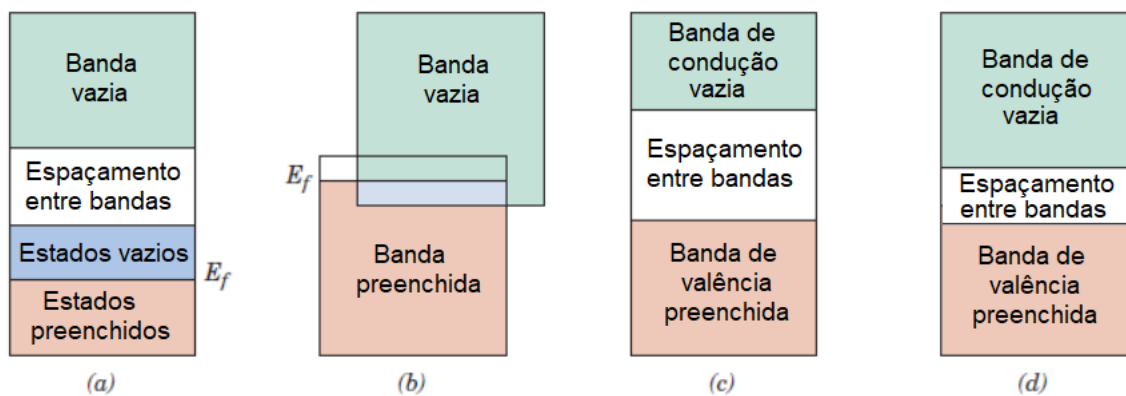 Banda
vazia
Espaçamento
entre bandas
Estados vazios
E_f
Estados
preenchidos
(a)
Banda
vazia
E_f
Banda
preenchida
(b)
Banda de
condução
vazia
Espaçamento
entre bandas
Banda de
valência
preenchida
(c)
Banda de
condução
vazia
Espaçamento
entre bandas
Banda de
valência
preenchida
(d)